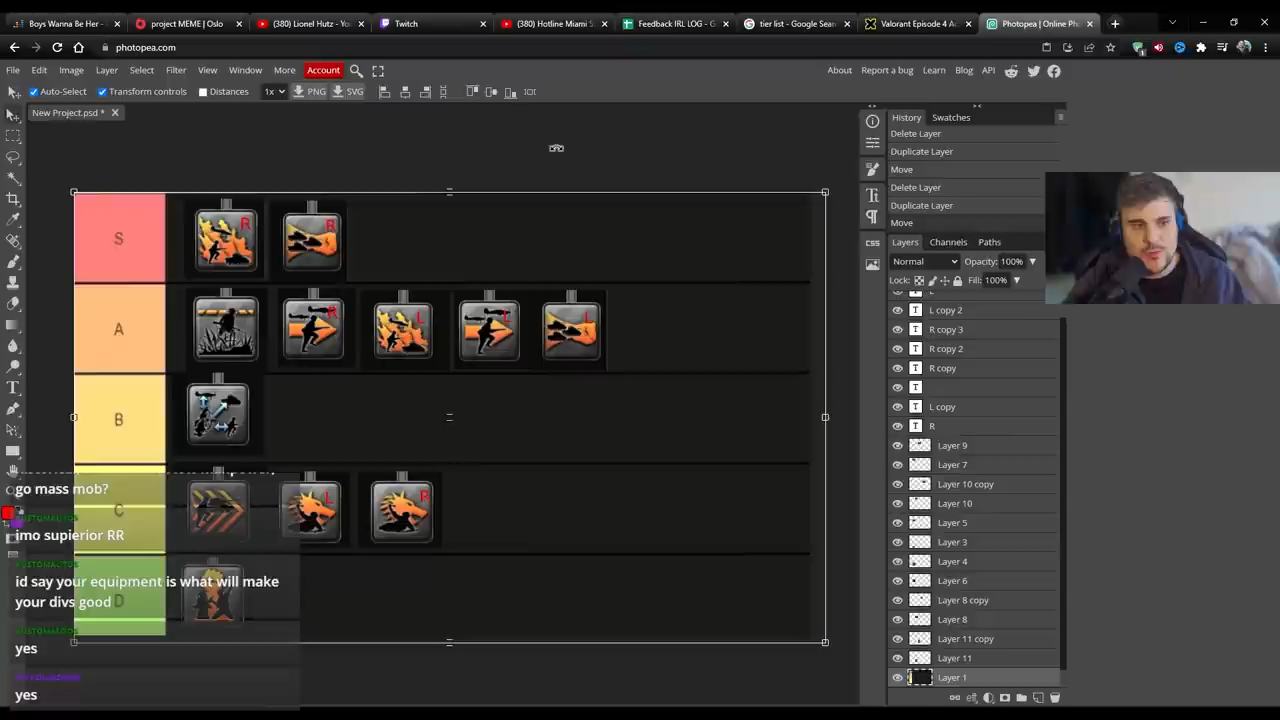 Boys Wanna Be Her -
project MEME | Oslo
(380) Lionel Hutz - You
Twitch
(380) Hotline Miami S
Feedback IRL LOG - G
tier list - Google Sear
Valorant Episode 4 Ac
Photopea | Online Ph
photopea.com
File Edit Image Layer Select Filter View Window More Account
About Report a bug Learn Blog API
Auto-Select Transform controls Distances 1x PNG SVG
New Project.psd *
History Swatches
Delete Layer
Duplicate Layer
Move
Delete Layer
Duplicate Layer
Move
Layers Channels Paths
Normal Opacity: 100%
Lock: Fill: 100%
L copy 2
R copy 3
R copy 2
R copy
L copy
R
Layer 9
Layer 7
Layer 10 copy
Layer 10
Layer 5
Layer 3
Layer 4
Layer 6
Layer 8 copy
Layer 8
Layer 11 copy
Layer 11
Layer 1
CSS
S R R
A R L L L
B
C L R
D
go mass mob?
imo supierior RR
id say your equipment is what will make
your divs good
yes
yes